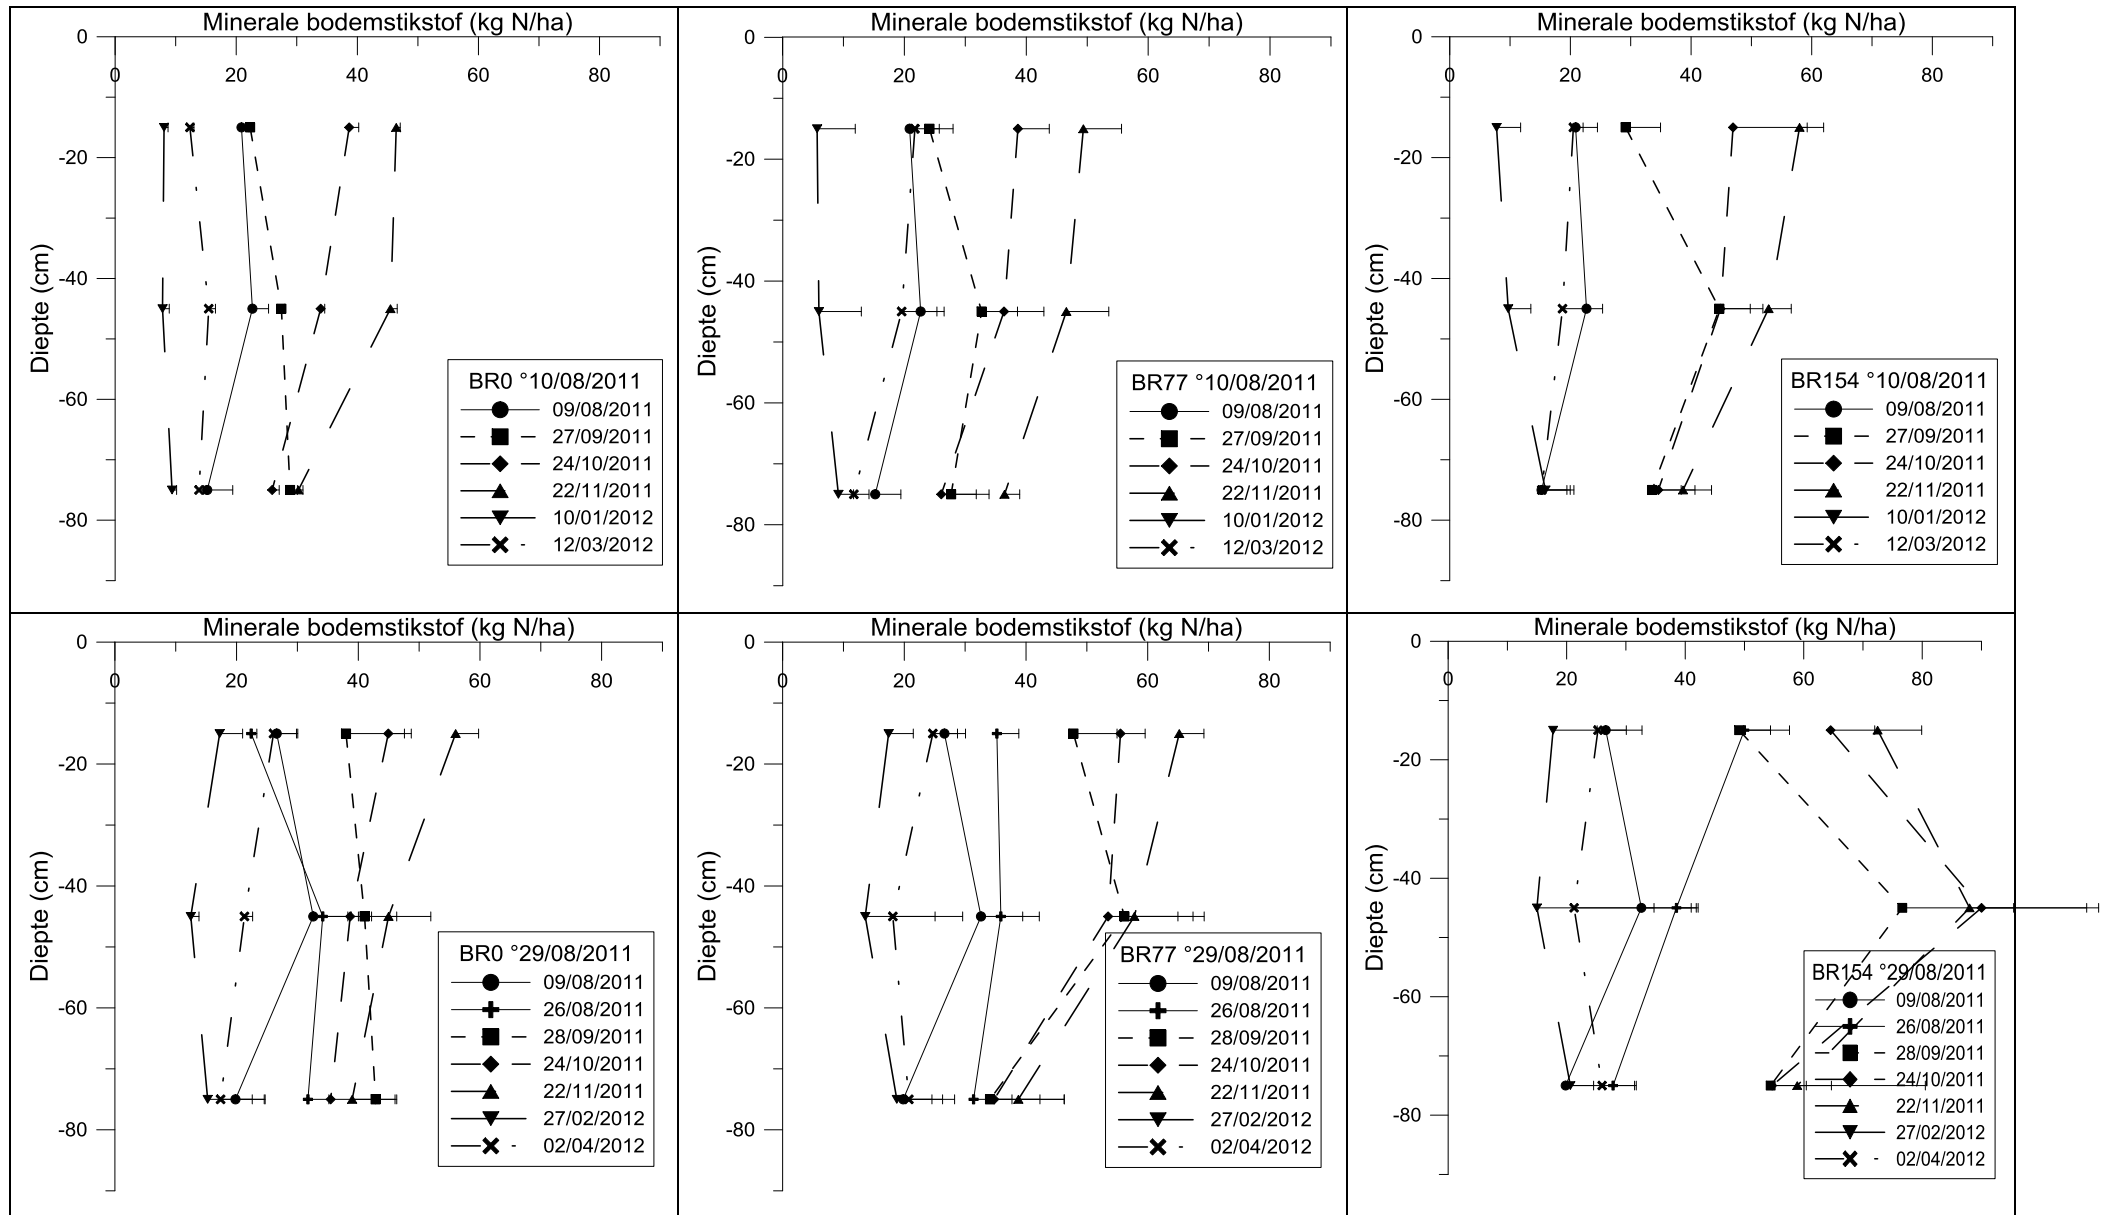 Minerale bodemstikstof (kg N/ha)
0
0 20 40 60 80
-20
-40
-60
-80
Diepte (cm)
BR0 °10/08/2011
09/08/2011
27/09/2011
24/10/2011
22/11/2011
10/01/2012
12/03/2012
Minerale bodemstikstof (kg N/ha)
0
0 20 40 60 80
-20
-40
-60
-80
Diepte (cm)
BR77 °10/08/2011
09/08/2011
27/09/2011
24/10/2011
22/11/2011
10/01/2012
12/03/2012
Minerale bodemstikstof (kg N/ha)
0
0 20 40 60 80
-20
-40
-60
-80
Diepte (cm)
BR154 °10/08/2011
09/08/2011
27/09/2011
24/10/2011
22/11/2011
10/01/2012
12/03/2012
Minerale bodemstikstof (kg N/ha)
0
0 20 40 60 80
-20
-40
-60
-80
Diepte (cm)
BR0 °29/08/2011
09/08/2011
26/08/2011
28/09/2011
24/10/2011
22/11/2011
27/02/2012
02/04/2012
Minerale bodemstikstof (kg N/ha)
0
0 20 40 60 80
-20
-40
-60
-80
Diepte (cm)
BR77 °29/08/2011
09/08/2011
26/08/2011
28/09/2011
24/10/2011
22/11/2011
27/02/2012
02/04/2012
Minerale bodemstikstof (kg N/ha)
0
0 20 40 60 80
-20
-40
-60
-80
Diepte (cm)
BR154 °29/08/2011
09/08/2011
26/08/2011
28/09/2011
24/10/2011
22/11/2011
27/02/2012
02/04/2012